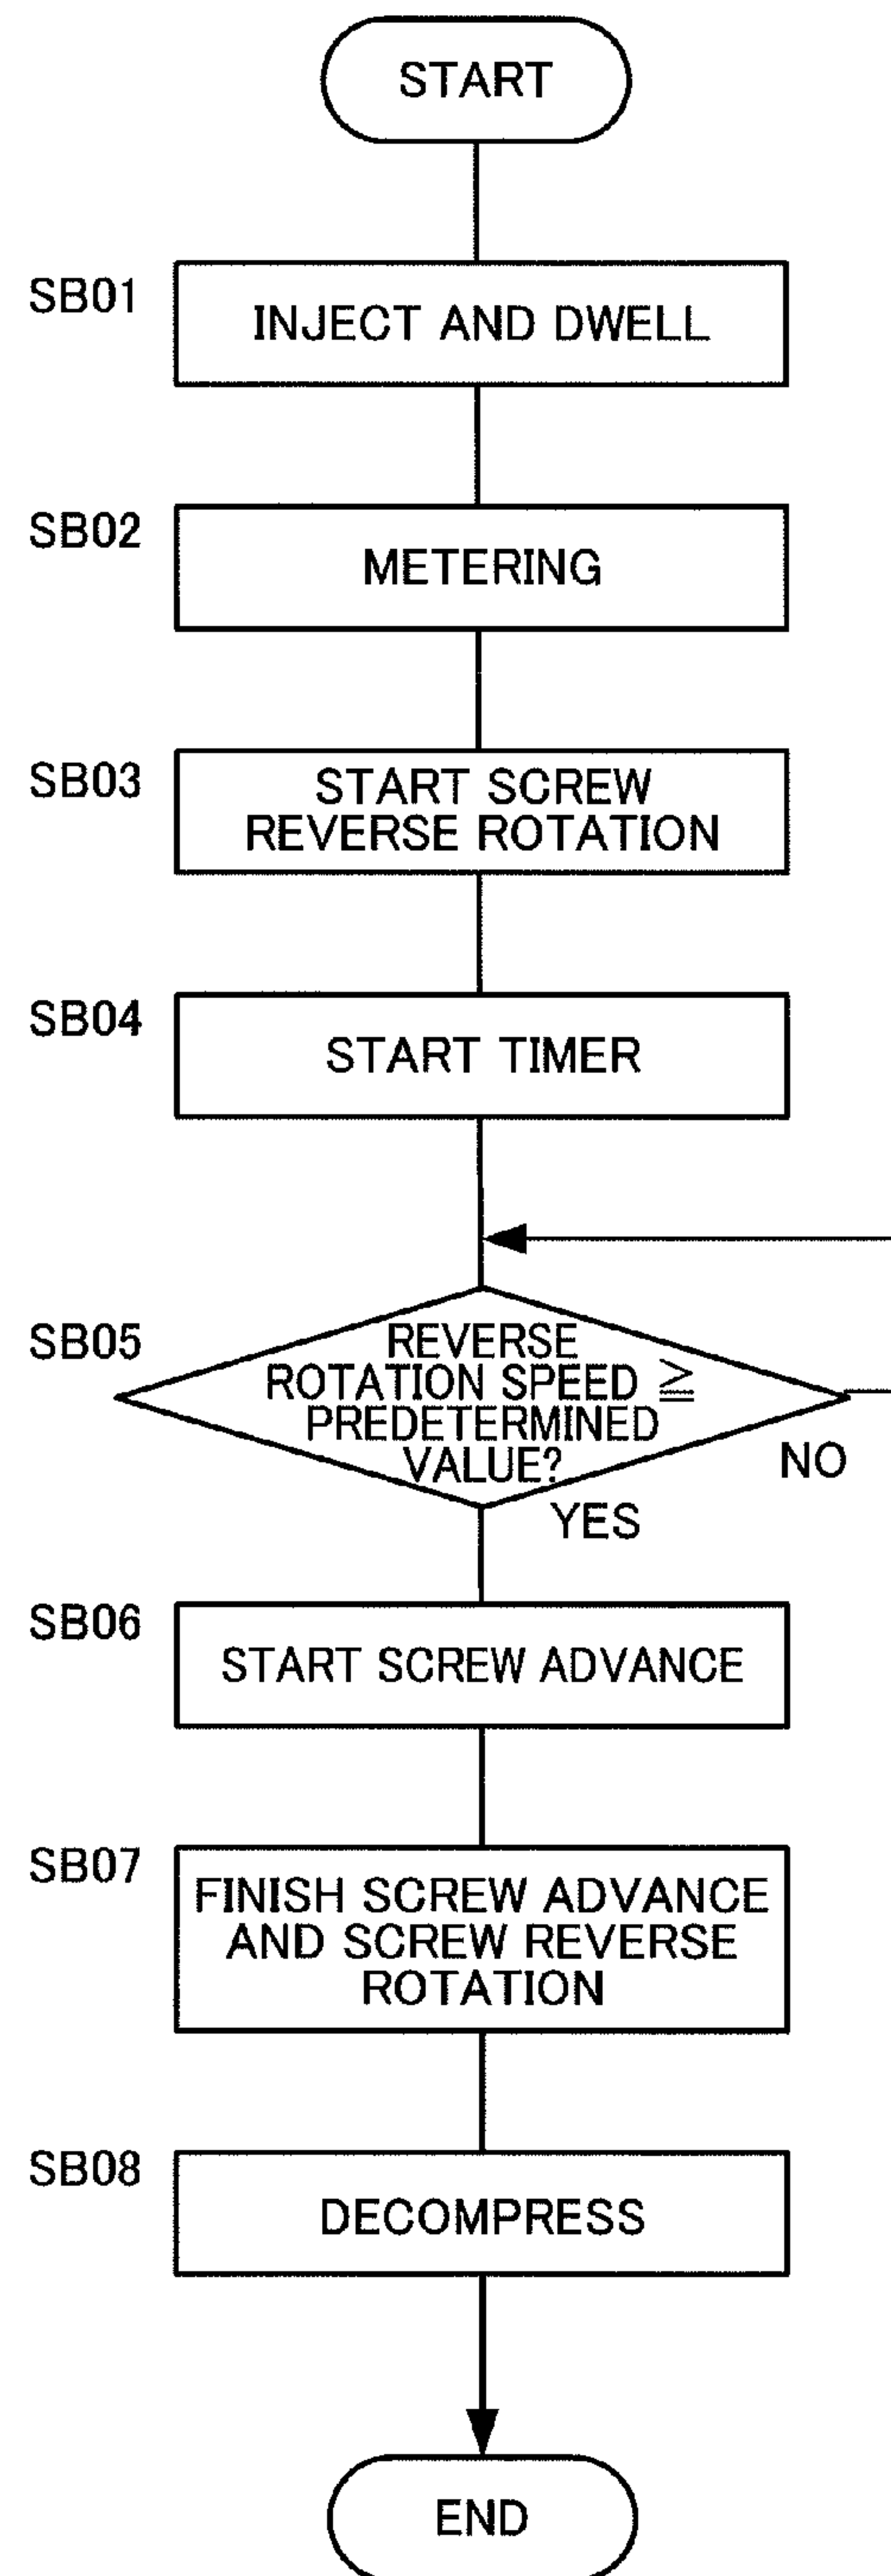 START
SB01
INJECT AND DWELL
SB02
METERING
SB03
START SCREW
REVERSE ROTATION
SB04
START TIMER
SB05
REVERSE
ROTATION SPEED ≧
PREDETERMINED
VALUE?
NO
YES
SB06
START SCREW ADVANCE
SB07
FINISH SCREW ADVANCE
AND SCREW REVERSE
ROTATION
SB08
DECOMPRESS
END